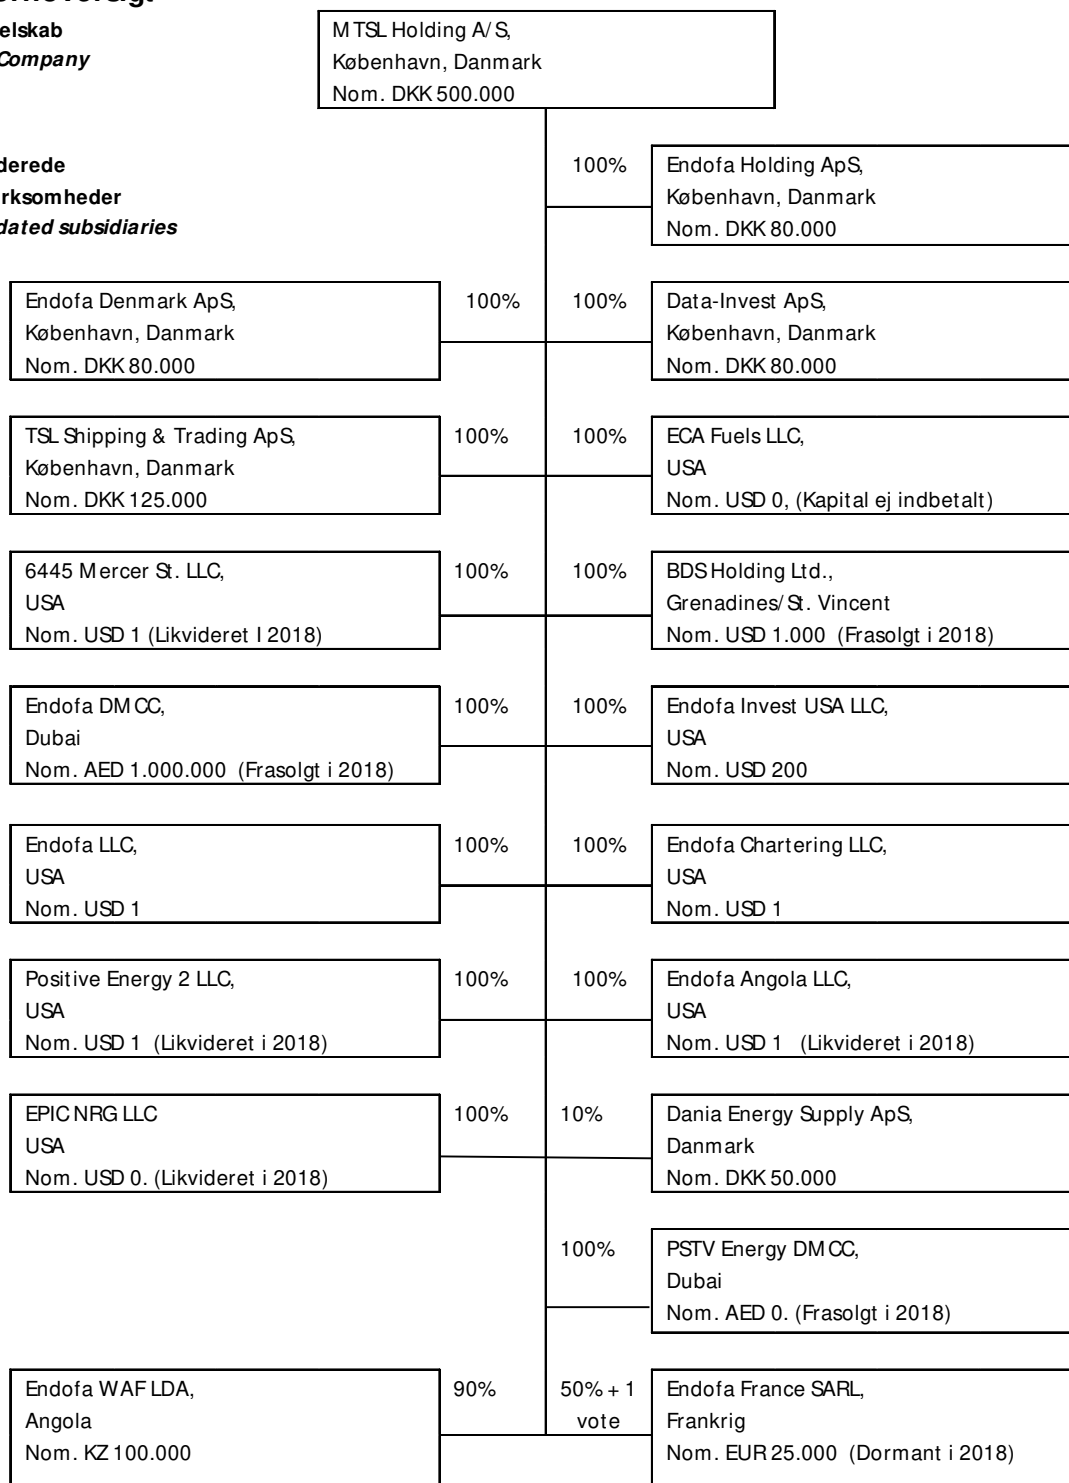 elskab
Company
MTSL Holding A/S,
København, Danmark
Nom. DKK 500.000
derede
rksomheder
dated subsidiaries
100%
Endofa Holding ApS,
København, Danmark
Nom. DKK 80.000
Endofa Denmark ApS,
København, Danmark
Nom. DKK 80.000
100%
100%
Data-Invest ApS,
København, Danmark
Nom. DKK 80.000
TSL Shipping & Trading ApS,
København, Danmark
Nom. DKK 125.000
100%
100%
ECA Fuels LLC,
USA
Nom. USD 0, (Kapital ej indbetalt)
6445 Mercer St. LLC,
USA
Nom. USD 1 (Likvideret I 2018)
100%
100%
BDS Holding Ltd.,
Grenadines/St. Vincent
Nom. USD 1.000 (Frasolgt i 2018)
Endofa DMCC,
Dubai
Nom. AED 1.000.000 (Frasolgt i 2018)
100%
100%
Endofa Invest USA LLC,
USA
Nom. USD 200
Endofa LLC,
USA
Nom. USD 1
100%
100%
Endofa Chartering LLC,
USA
Nom. USD 1
Positive Energy 2 LLC,
USA
Nom. USD 1 (Likvideret i 2018)
100%
100%
Endofa Angola LLC,
USA
Nom. USD 1 (Likvideret i 2018)
EPIC NRG LLC
USA
Nom. USD 0. (Likvideret i 2018)
100%
10%
Dania Energy Supply ApS,
Danmark
Nom. DKK 50.000
100%
PSTV Energy DMCC,
Dubai
Nom. AED 0. (Frasolgt i 2018)
Endofa WAF LDA,
Angola
Nom. KZ 100.000
90%
50% + 1
vote
Endofa France SARL,
Frankrig
Nom. EUR 25.000 (Dormant i 2018)